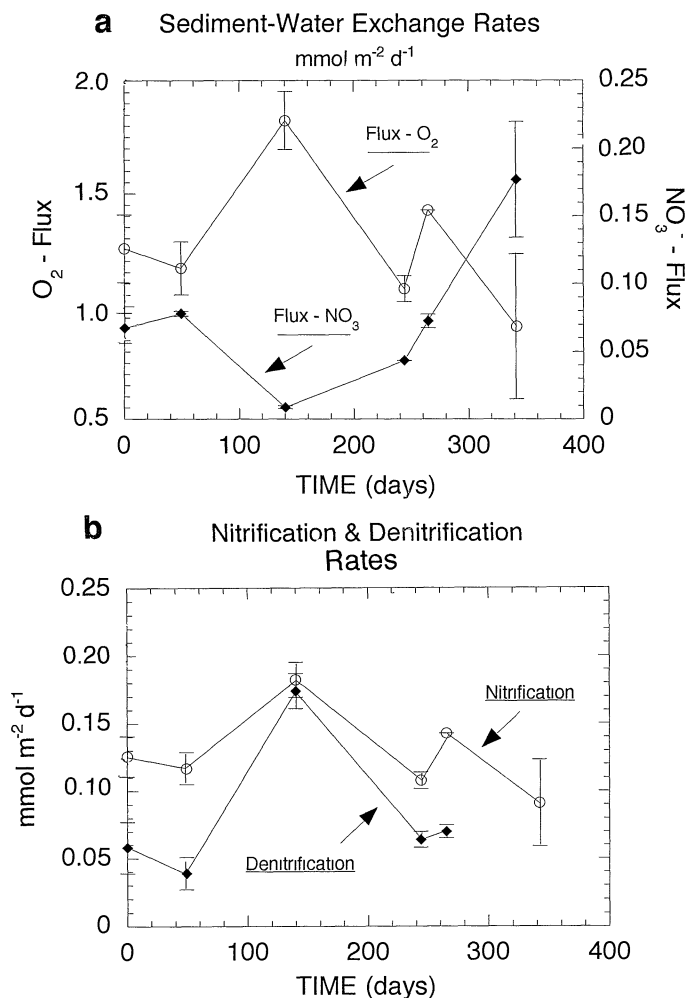 a Sediment-Water Exchange Rates
mmol m⁻² d⁻¹
2.0
1.5
1.0
0.5
O₂ - Flux
0.25
0.20
0.15
0.10
0.05
0
NO₃⁻ - Flux
Flux - O₂
Flux - NO₃
0 100 200 300 400
TIME (days)
b Nitrification & Denitrification
Rates
0.25
0.20
0.15
0.10
0.05
0
mmol m⁻² d⁻¹
Nitrification
Denitrification
0 100 200 300 400
TIME (days)